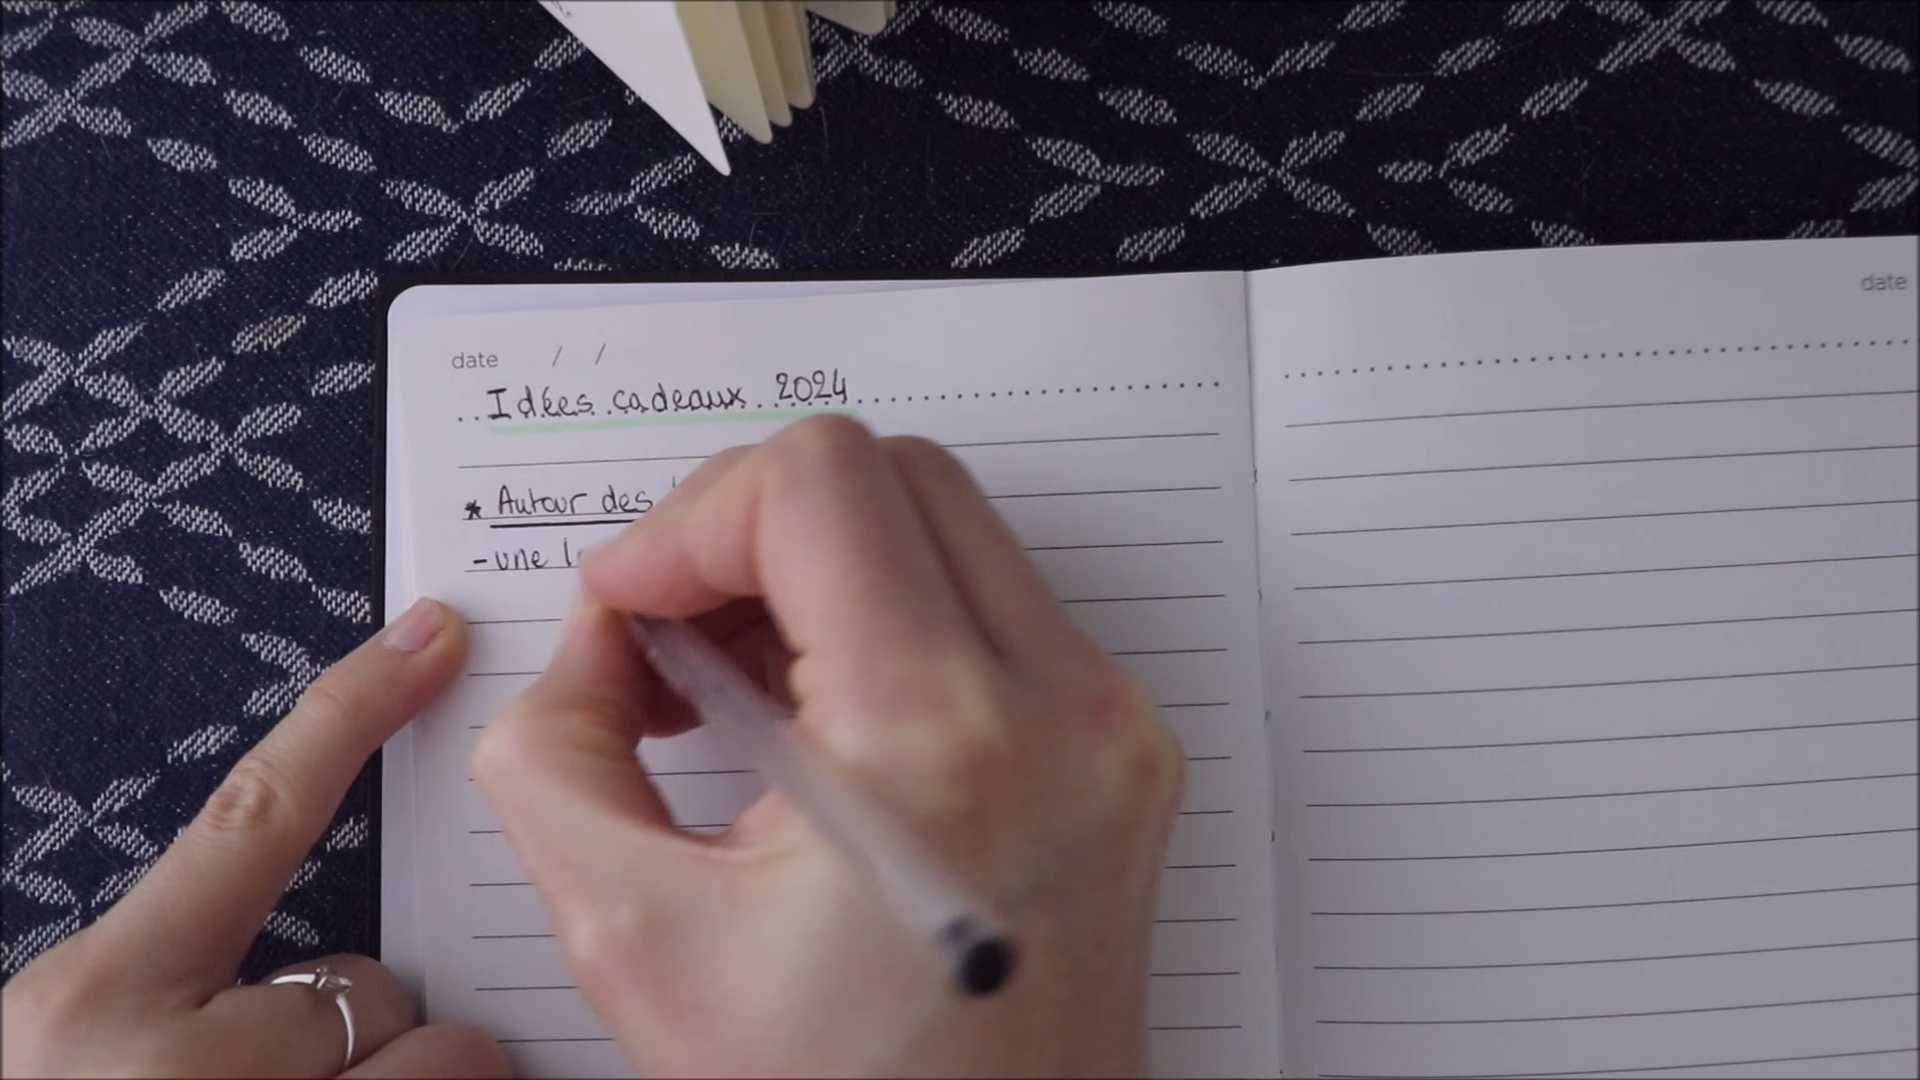 date / /
date
Idées cadeaux 2024
* Autour des
- une